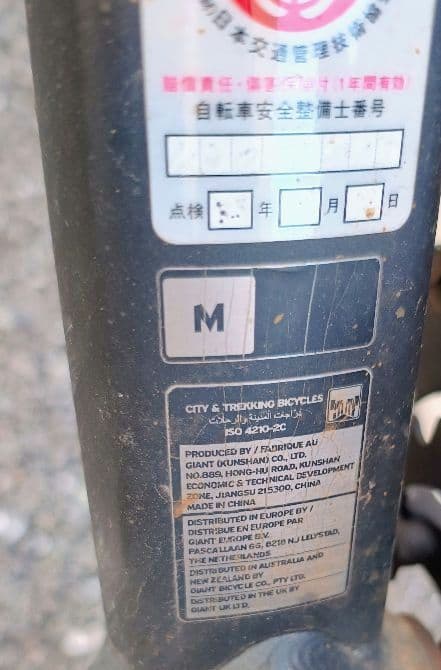 日本交通管理技術
賠償責任・傷害保険付(1年間有効)
自転車安全整備士番号
点検 年 月 日
M
CITY & TREKKING BICYCLES
دراجات المدينة والرحلات
ISO 4210-2C
PRODUCED BY / FABRIQUE AU
GIANT (KUNSHAN) CO., LTD.
NO.889, HONG-HU ROAD, KUNSHAN
ECONOMIC & TECHNICAL DEVELOPMENT
ZONE, JIANGSU 215300, CHINA
MADE IN CHINA
DISTRIBUTED IN EUROPE BY /
DISTRIBUE EN EUROPE PAR
GIANT EUROPE B.V.
PASCALLAAN 66, 8218 NJ LELYSTAD,
THE NETHERLANDS
DISTRIBUTED IN AUSTRALIA AND
NEW ZEALAND BY
GIANT BICYCLE CO., PTY LTD.
DISTRIBUTED IN THE UK BY
GIANT UK LTD.